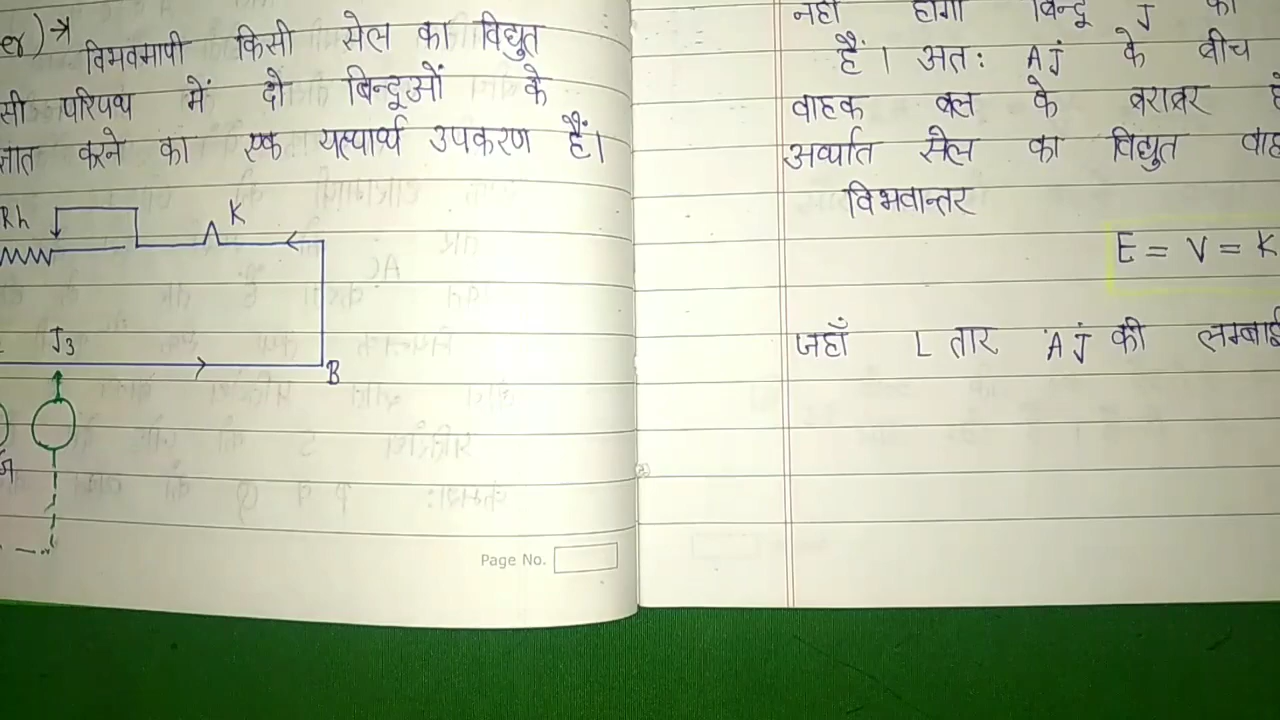 विभवमापी किसी सेल का विद्युत
परिपथ में दो बिन्दूओं के
ज्ञात करने का एक यत्पार्थ्य उपकरण हैं।
Rh
K
J3
B
Page No.
नहीं होगा बिन्दू J
हैं। अतः AJ के बीच
वाहक बल के बराबर
अर्थ्यात सेल का विद्युत
विभवान्तर
E = V = K
जहाँ L तार AJ की लम्बाई